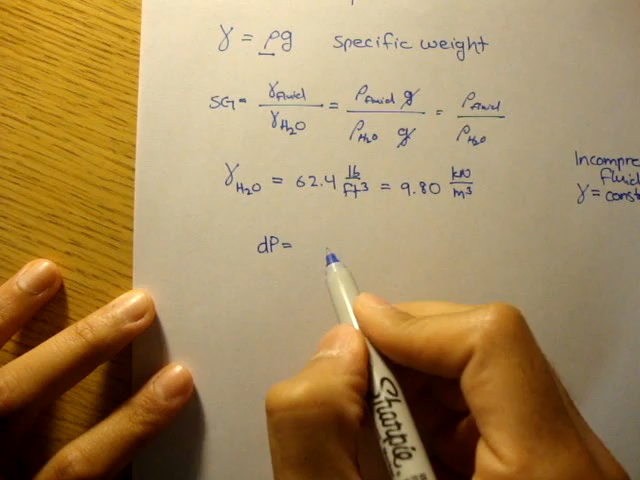 γ = ρg specific weight
SG = γfluid / γH₂O = ρfluid g / ρH₂O g = ρfluid / ρH₂O
γH₂O = 62.4 lb/ft³ = 9.80 kN/m³
Incompre
fluid
γ = const
dP =
Sharpie